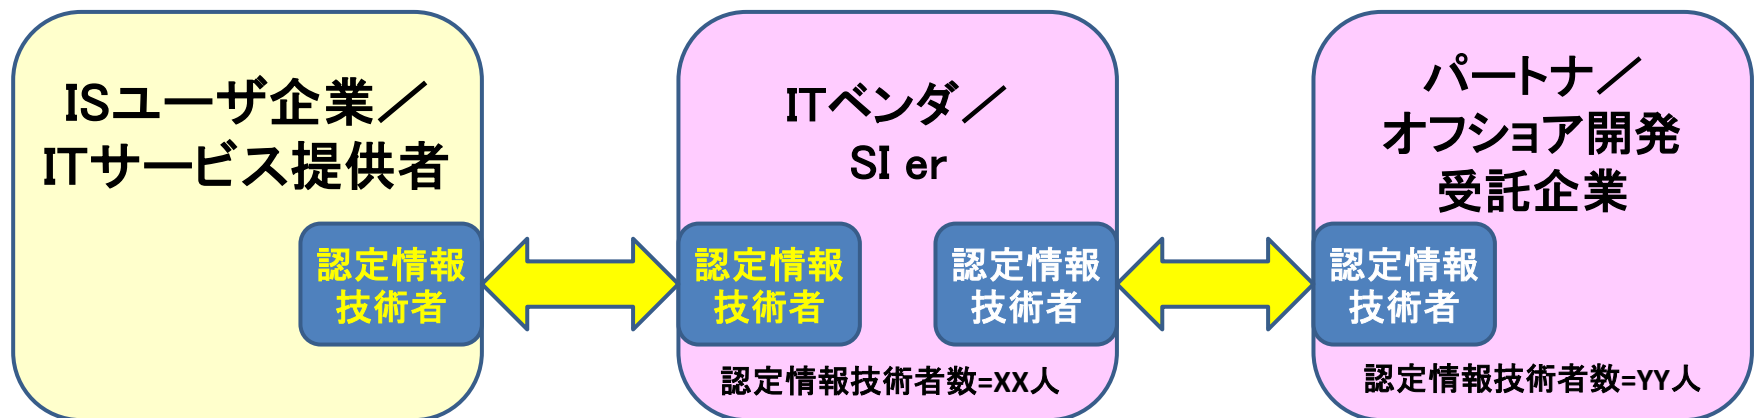 ISユーザ企業／
ITサービス提供者
認定情報
技術者
ITベンダ／
SI er
認定情報
技術者
認定情報
技術者
認定情報技術者数=XX人
パートナ／
オフショア開発
受託企業
認定情報
技術者
認定情報技術者数=YY人